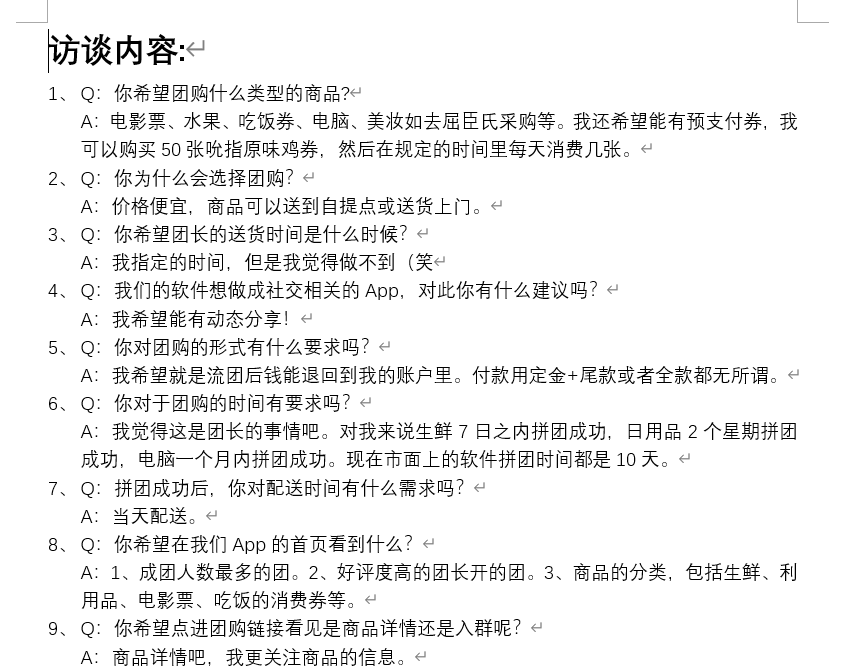 访谈内容:
1、Q：你希望团购什么类型的商品?
A：电影票、水果、吃饭券、电脑、美妆如去屈臣氏采购等。我还希望能有预支付券，我
可以购买 50 张吮指原味鸡券，然后在规定的时间里每天消费几张。
2、Q：你为什么会选择团购？
A：价格便宜，商品可以送到自提点或送货上门。
3、Q：你希望团长的送货时间是什么时候？
A：我指定的时间，但是我觉得做不到（笑
4、Q：我们的软件想做成社交相关的 App，对此你有什么建议吗？
A：我希望能有动态分享！
5、Q：你对团购的形式有什么要求吗？
A：我希望就是流团后钱能退回到我的账户里。付款用定金+尾款或者全款都无所谓。
6、Q：你对于团购的时间有要求吗？
A：我觉得这是团长的事情吧。对我来说生鲜 7 日之内拼团成功，日用品 2 个星期拼团
成功，电脑一个月内拼团成功。现在市面上的软件拼团时间都是 10 天。
7、Q：拼团成功后，你对配送时间有什么需求吗？
A：当天配送。
8、Q：你希望在我们 App 的首页看到什么？
A：1、成团人数最多的团。2、好评度高的团长开的团。3、商品的分类，包括生鲜、利
用品、电影票、吃饭的消费券等。
9、Q：你希望点进团购链接看见是商品详情还是入群呢？
A：商品详情吧，我更关注商品的信息。